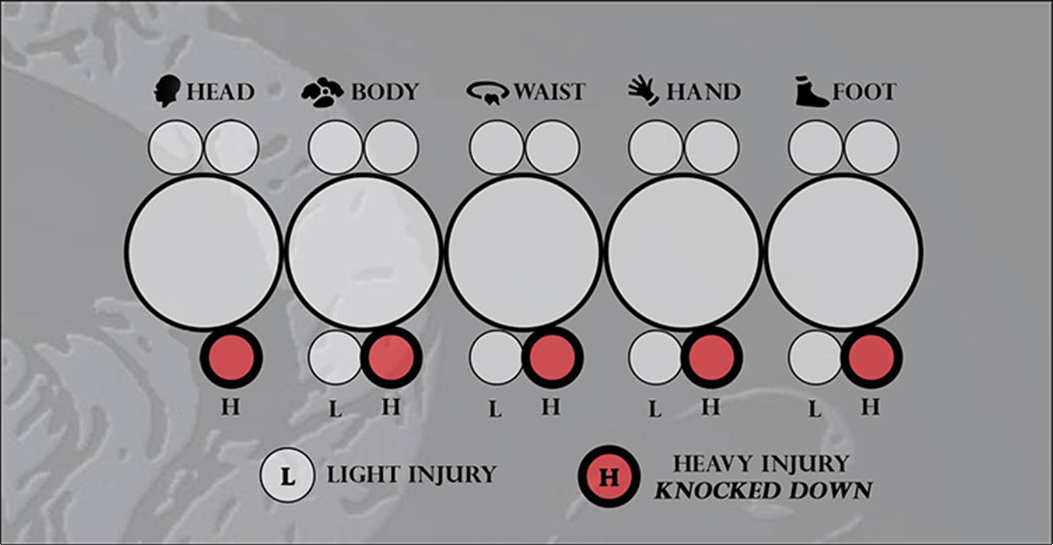 HEAD BODY WAIST HAND FOOT
H L H L H L H L H
L LIGHT INJURY H HEAVY INJURY
KNOCKED DOWN